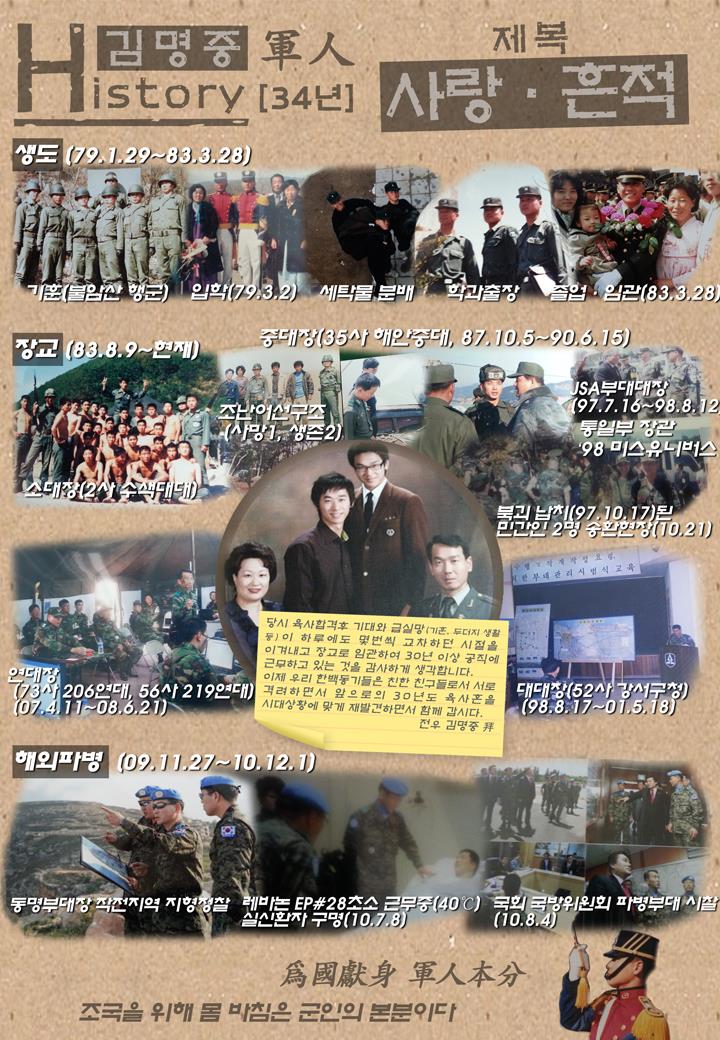 History
김명중 軍人
[34년]
제복
사랑·흔적
생도 (79.1.29~83.3.28)
기훈(불암산 행군)
입학(79.3.2)
세탁물 분배
학과출장
졸업·임관(83.3.28)
장교 (83.8.9~현재)
중대장(35사 해안중대, 87.10.5~90.6.15)
소대장(2사 수색대대)
조난어선구조
(사망1, 생존2)
JSA부대대장
(97.7.16~98.8.12
통일부 장관
'98 미스유니버스
북괴 납치(97.10.17)된
민간인 2명 송환현장(10.21)
연대장
(73사 206연대, 56사 219연대)
(07.4.11~08.6.21)
당시 육사합격후 기대와 급실망(기존, 두더지 생활
등)이 하루에도 몇번씩 교차하던 시절을
이겨내고 장교로 임관하여 30년 이상 공직에
근무하고 있는 것을 감사하게 생각합니다.
이제 우리 한백동기들은 친한 친구들로서 서로
격려하면서 앞으로의 30년도 육사혼을
시대상황에 맞게 재발견하면서 함께 갑시다.
전우 김명중 拜
대대장(52사 강서구청)
(98.8.17~01.5.18)
해외파병 (09.11.27~10.12.1)
동명부대장 작전지역 지형정찰
레바논 EP#28초소 근무중(40℃)
실신환자 구명(10.7.8)
국회 국방위원회 파병부대 시찰
(10.8.4)
爲國獻身 軍人本分
조국을 위해 몸 바침은 군인의 본분이다